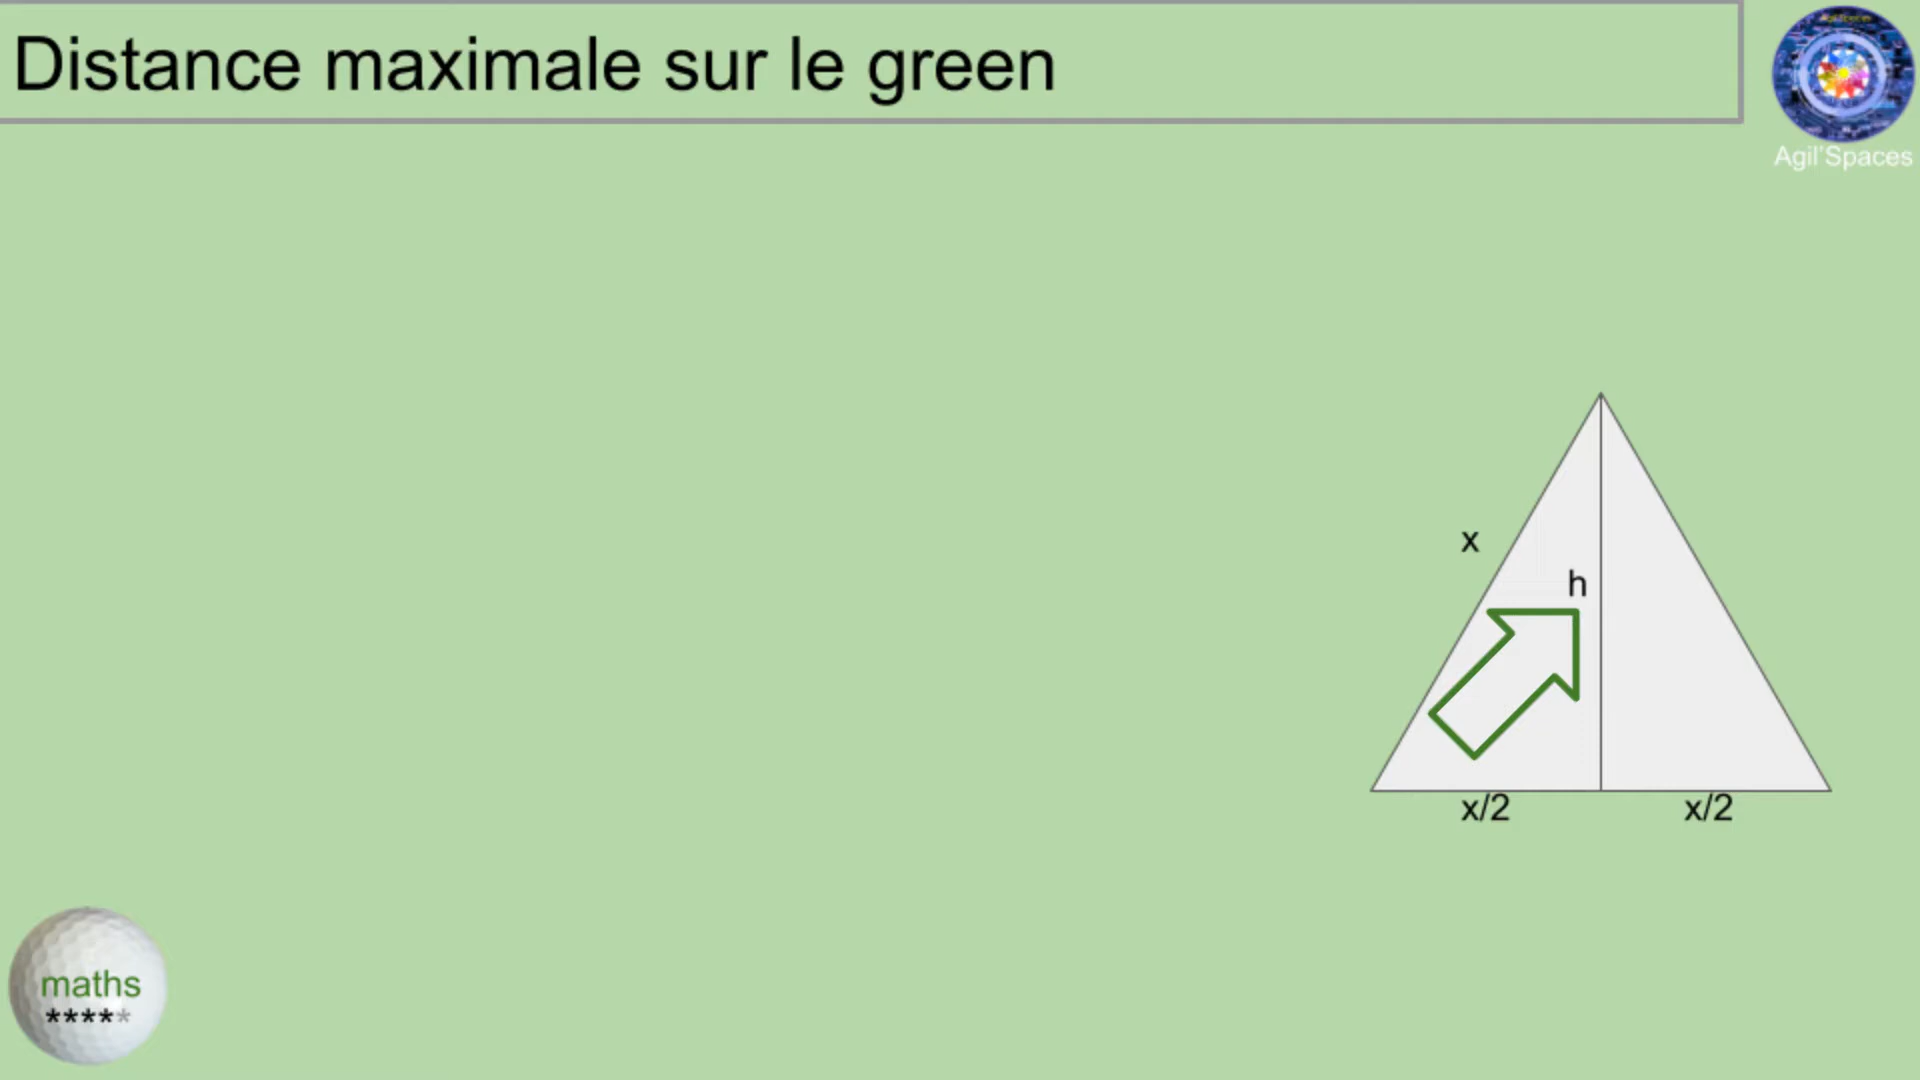 Distance maximale sur le green
Agil'Spaces
x
h
x/2
x/2
maths
*****